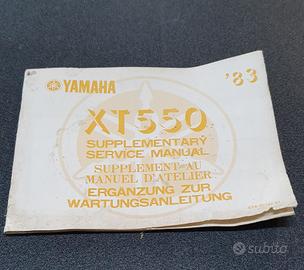 YAMAHA
'83
XT550
SUPPLEMENTARY
SERVICE MANUAL
SUPPLEMENT-AU
MANUEL D'ATELIER
ERGÄNZUNG ZUR
WARTUNGSANLEITUNG
subito